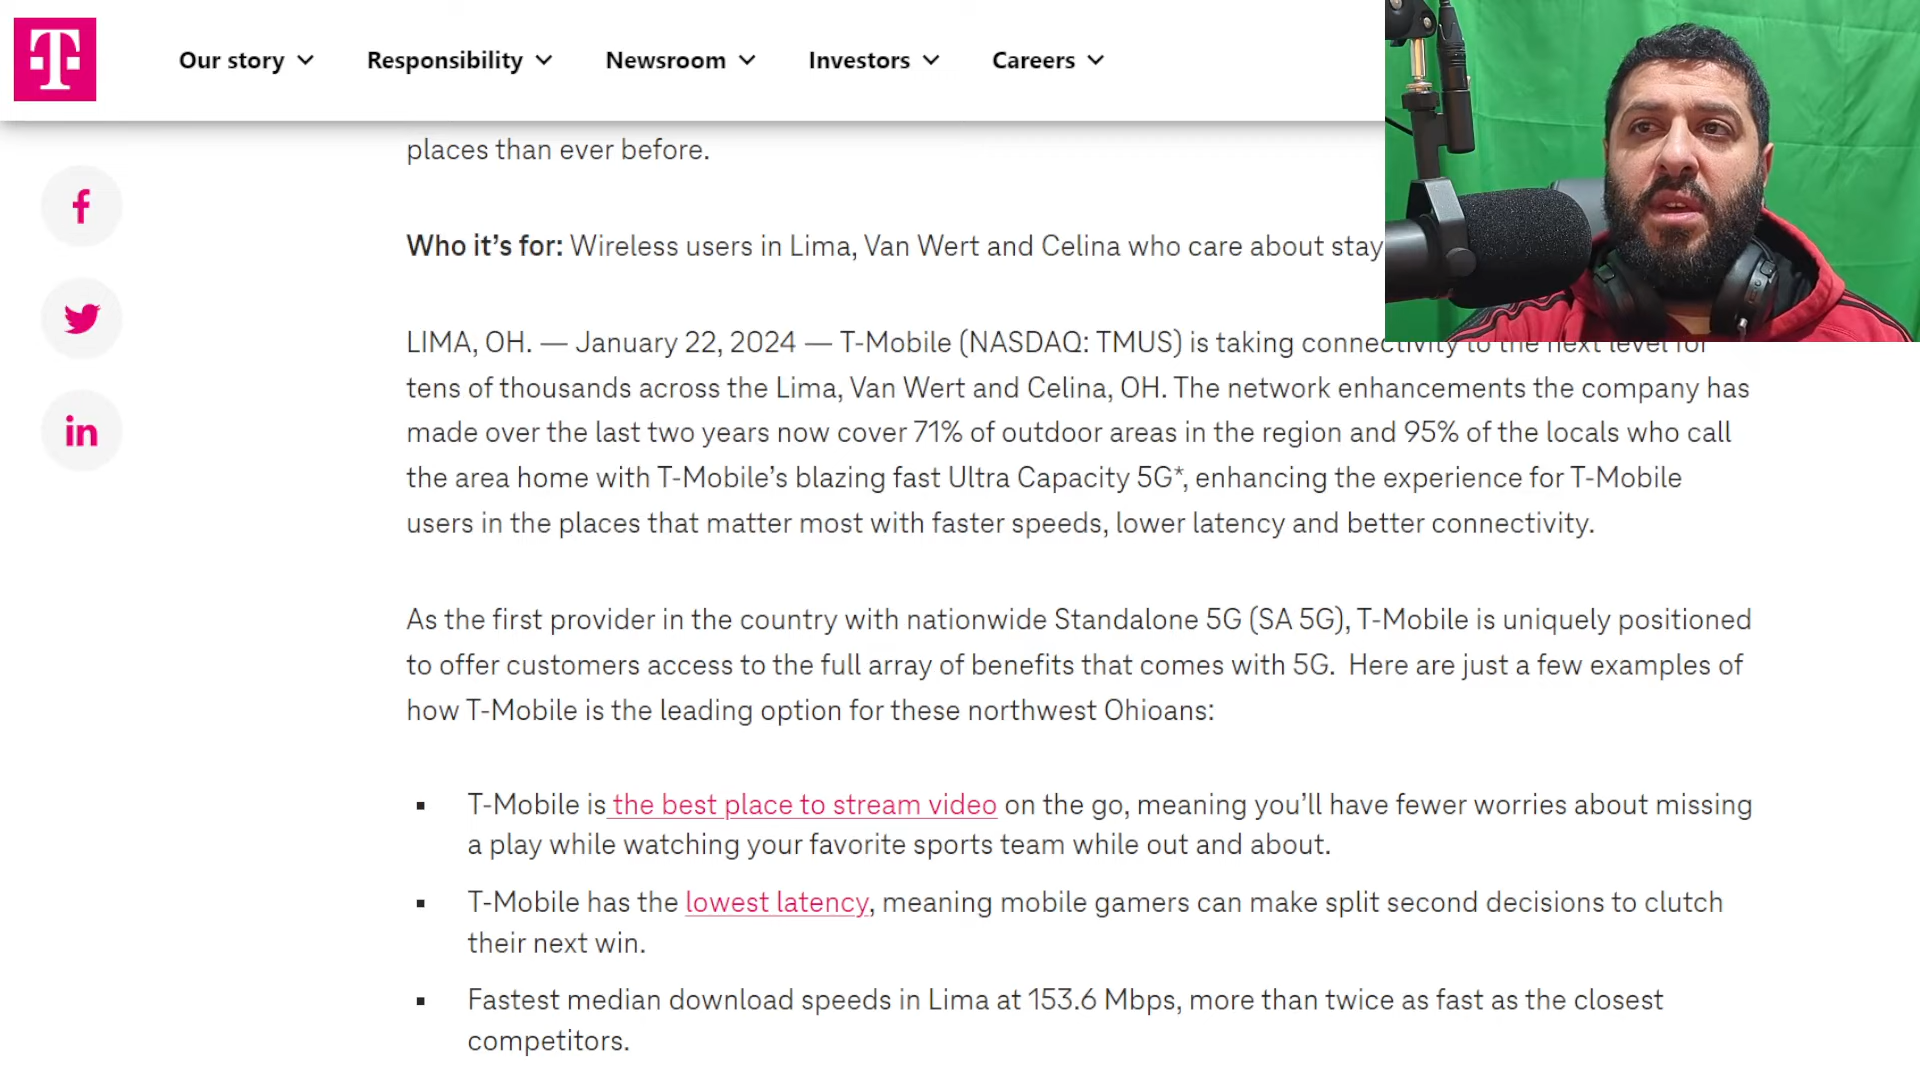 T
Our story
Responsibility
Newsroom
Investors
Careers
places than ever before.
Who it's for: Wireless users in Lima, Van Wert and Celina who care about stay
LIMA, OH. — January 22, 2024 — T-Mobile (NASDAQ: TMUS) is taking connectivity to the next level for
tens of thousands across the Lima, Van Wert and Celina, OH. The network enhancements the company has
made over the last two years now cover 71% of outdoor areas in the region and 95% of the locals who call
the area home with T-Mobile's blazing fast Ultra Capacity 5G*, enhancing the experience for T-Mobile
users in the places that matter most with faster speeds, lower latency and better connectivity.
As the first provider in the country with nationwide Standalone 5G (SA 5G), T-Mobile is uniquely positioned
to offer customers access to the full array of benefits that comes with 5G. Here are just a few examples of
how T-Mobile is the leading option for these northwest Ohioans:
▪ T-Mobile is the best place to stream video on the go, meaning you'll have fewer worries about missing
a play while watching your favorite sports team while out and about.
▪ T-Mobile has the lowest latency, meaning mobile gamers can make split second decisions to clutch
their next win.
▪ Fastest median download speeds in Lima at 153.6 Mbps, more than twice as fast as the closest
competitors.
f
in